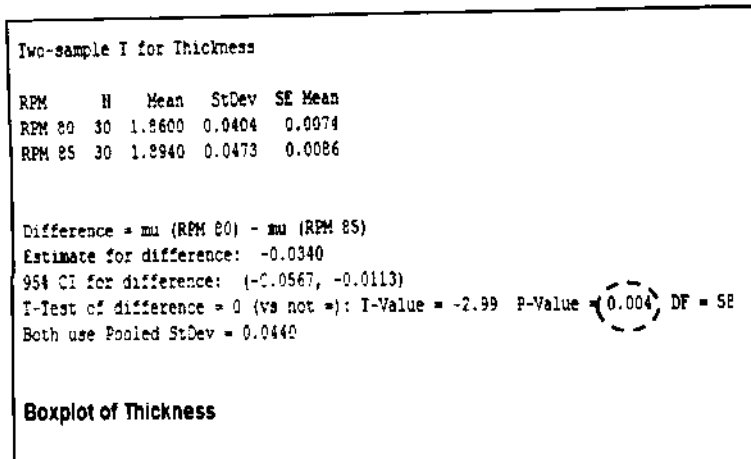 Two-sample T for Thickness
RPM N Mean StDev SE Mean
RPM 80 30 1.8600 0.0404 0.0074
RPM 85 30 1.8940 0.0473 0.0086
Difference = mu (RPM 80) - mu (RPM 85)
Estimate for difference: -0.0340
95% CI for difference: (-0.0567, -0.0113)
T-Test of difference = 0 (vs not =): T-Value = -2.99 P-Value = 0.004 DF = 58
Both use Pooled StDev = 0.0440
Boxplot of Thickness